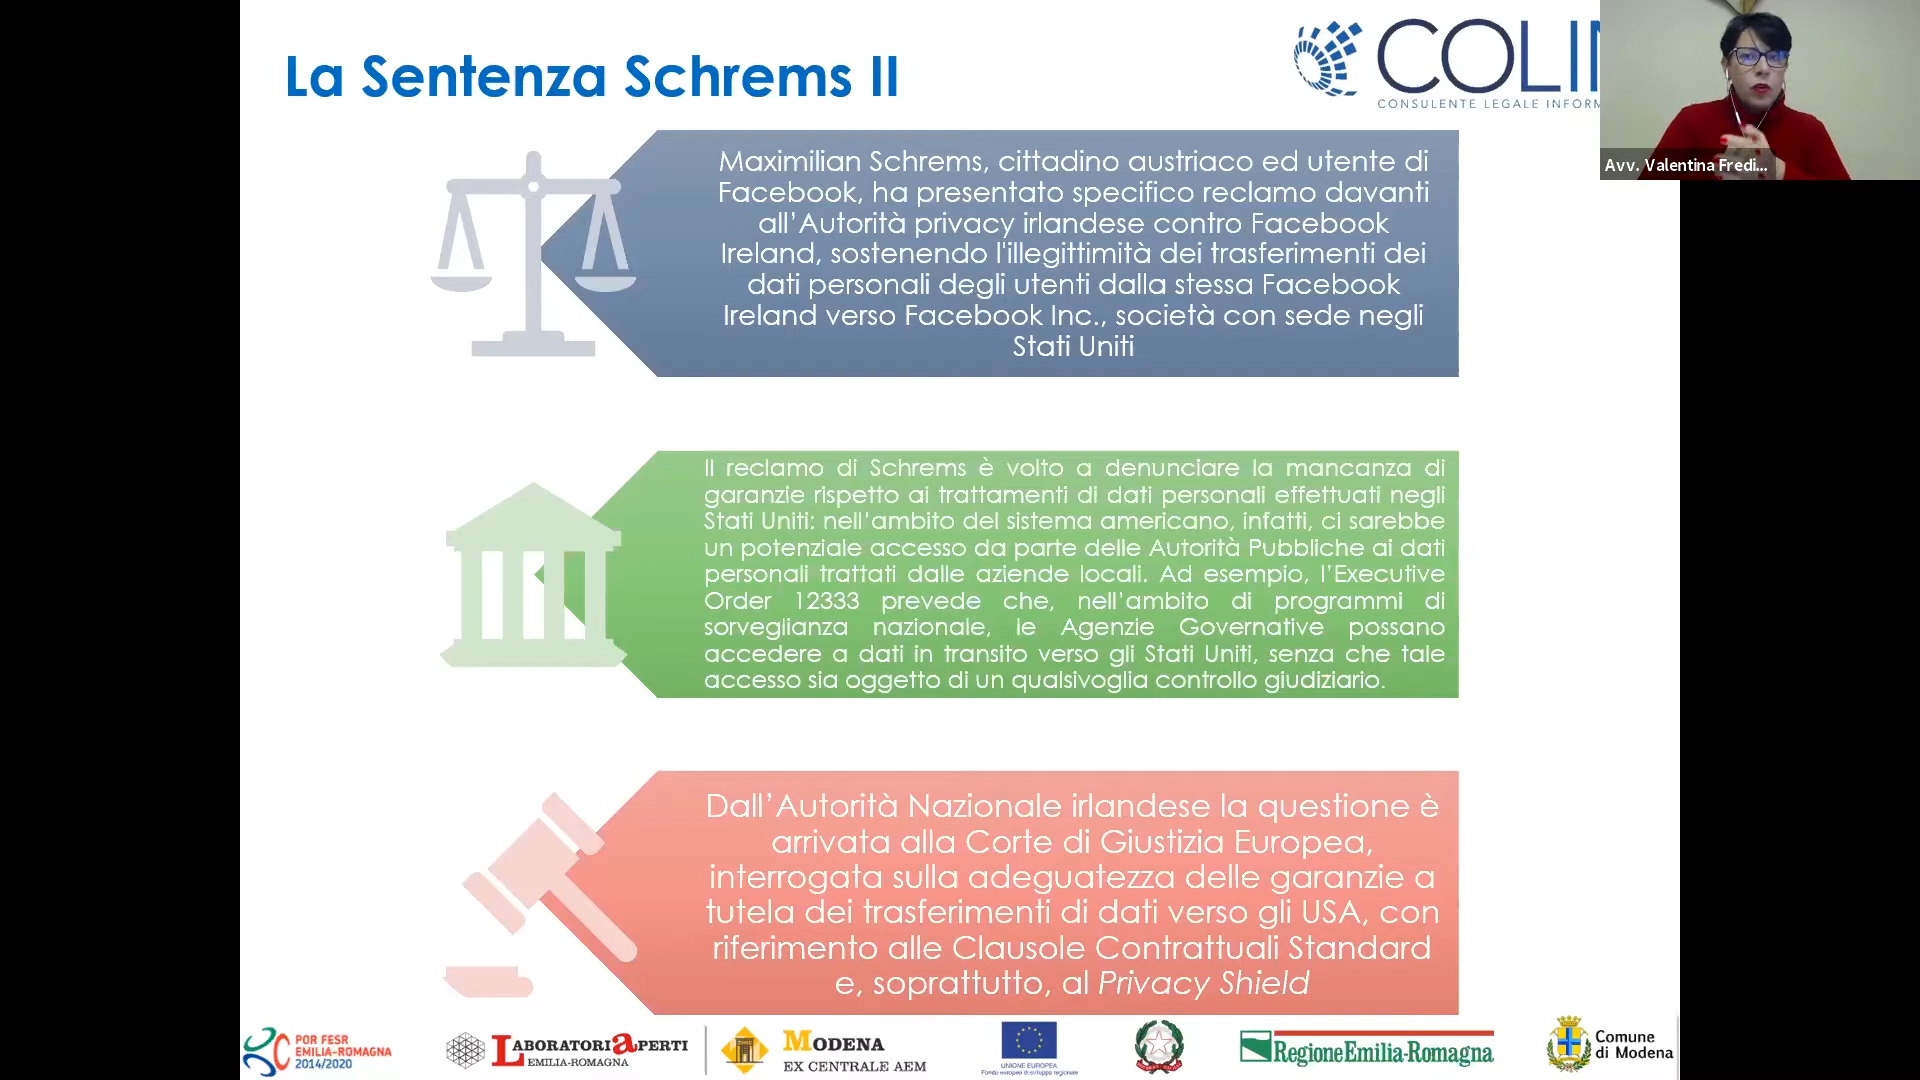 La Sentenza Schrems II
COLI
CONSULENTE LEGALE INFORM
Avv. Valentina Fredi...
Maximilian Schrems, cittadino austriaco ed utente di
Facebook, ha presentato specifico reclamo davanti
all’Autorità privacy irlandese contro Facebook
Ireland, sostenendo l'illegittimità dei trasferimenti dei
dati personali degli utenti dalla stessa Facebook
Ireland verso Facebook Inc., società con sede negli
Stati Uniti
Il reclamo di Schrems è volto a denunciare la mancanza di
garanzie rispetto ai trattamenti di dati personali effettuati negli
Stati Uniti: nell’ambito del sistema americano, infatti, ci sarebbe
un potenziale accesso da parte delle Autorità Pubbliche ai dati
personali trattati dalle aziende locali. Ad esempio, l’Executive
Order 12333 prevede che, nell’ambito di programmi di
sorveglianza nazionale, le Agenzie Governative possano
accedere a dati in transito verso gli Stati Uniti, senza che tale
accesso sia oggetto di un qualsivoglia controllo giudiziario.
Dall’Autorità Nazionale irlandese la questione è
arrivata alla Corte di Giustizia Europea,
interrogata sulla adeguatezza delle garanzie a
tutela dei trasferimenti di dati verso gli USA, con
riferimento alle Clausole Contrattuali Standard
e, soprattutto, al Privacy Shield
POR FESR
EMILIA-ROMAGNA
2014/2020
LABORATORI APERTI
EMILIA-ROMAGNA
MODENA
EX CENTRALE AEM
UNIONE EUROPEA
Fondo europeo di sviluppo regionale
RegioneEmilia-Romagna
Comune
di Modena